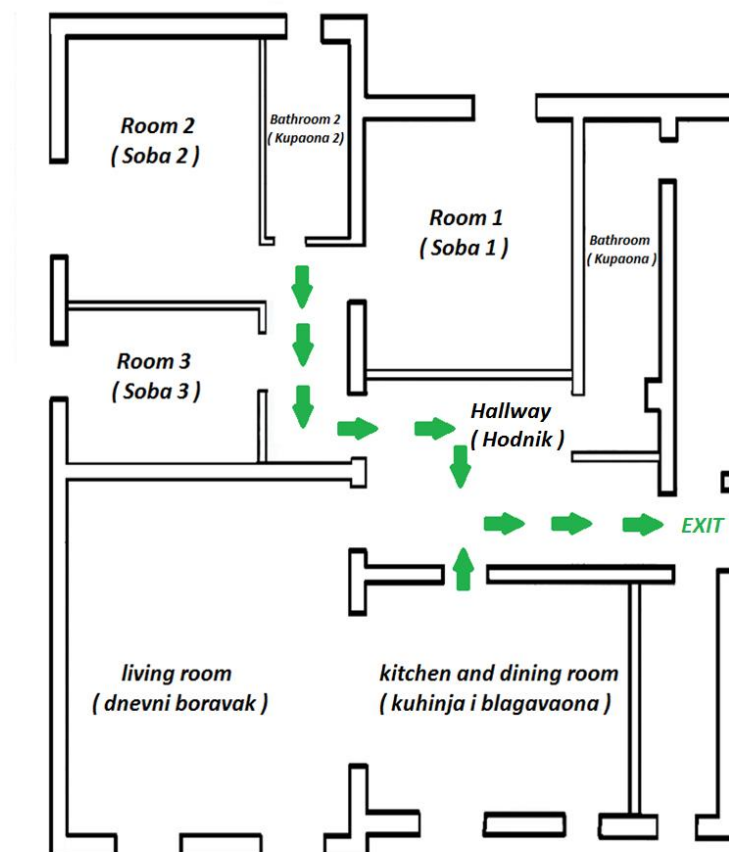 Room 2
( Soba 2 )
Bathroom 2
( Kupaona 2)
Room 1
( Soba 1 )
Bathroom
( Kupaona )
Room 3
( Soba 3 )
Hallway
( Hodnik )
EXIT
living room
( dnevni boravak )
kitchen and dining room
( kuhinja i blagavaona )